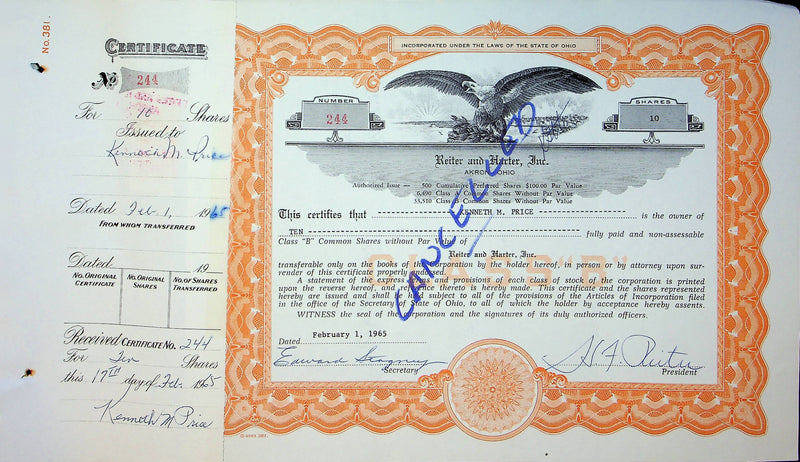 No. 381.
CERTIFICATE
No 244
For 10 Shares
Issued to
Kenneth M. Price
Dated Feb 1, 1965
FROM WHOM TRANSFERRED
Dated 19
NO. ORIGINAL CERTIFICATE
NO. ORIGINAL SHARES
NO. OF SHARES TRANSFERRED
Received CERTIFICATE NO. 244
For Ten Shares
this 17th day of Feb 1965
Kenneth M Price
INCORPORATED UNDER THE LAWS OF THE STATE OF OHIO
NUMBER
244
SHARES
10
Reiter and Harter, Inc.
AKRON, OHIO
Authorized Issue — 500 Cumulative Preferred Shares $100.00 Par Value
6,490 Class A Common Shares Without Par Value
33,510 Class B Common Shares Without Par Value
CANCELLED
This certifies that KENNETH M. PRICE is the owner of
TEN fully paid and non-assessable
Class "B" Common Shares without Par Value of
Reiter and Harter, Inc.
CLASS "B"
transferable only on the books of the Corporation by the holder hereof, in person or by attorney upon sur-
render of this certificate properly endorsed.
A statement of the express terms and provisions of each class of stock of the corporation is printed
upon the reverse hereof, and reference thereto is hereby made. This certificate and the shares represented
hereby are issued and shall be held subject to all of the provisions of the Articles of Incorporation filed
in the office of the Secretary of State of Ohio, to all of which the holder by acceptance hereby assents.
WITNESS the seal of the Corporation and the signatures of its duly authorized officers.
February 1, 1965
Dated
Edward
Secretary
H F Reiter
President